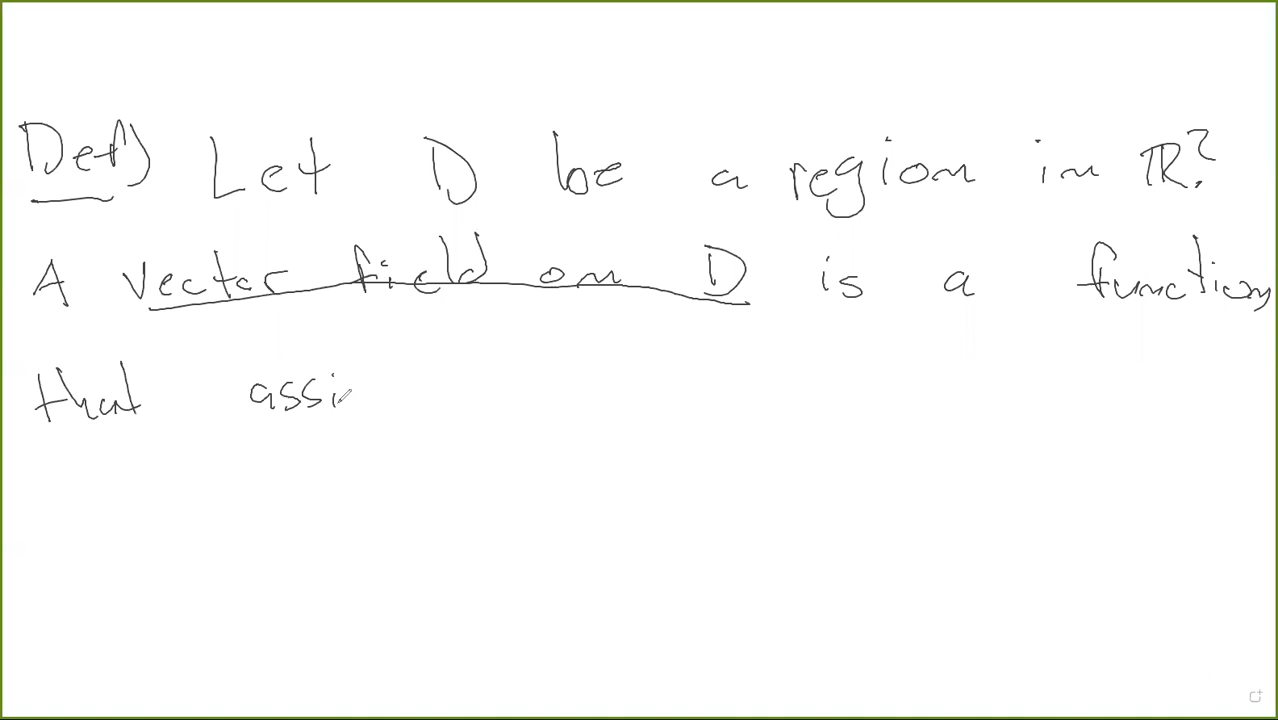 Def) Let D be a region in ℝ².
A vector field on D is a function
that assi